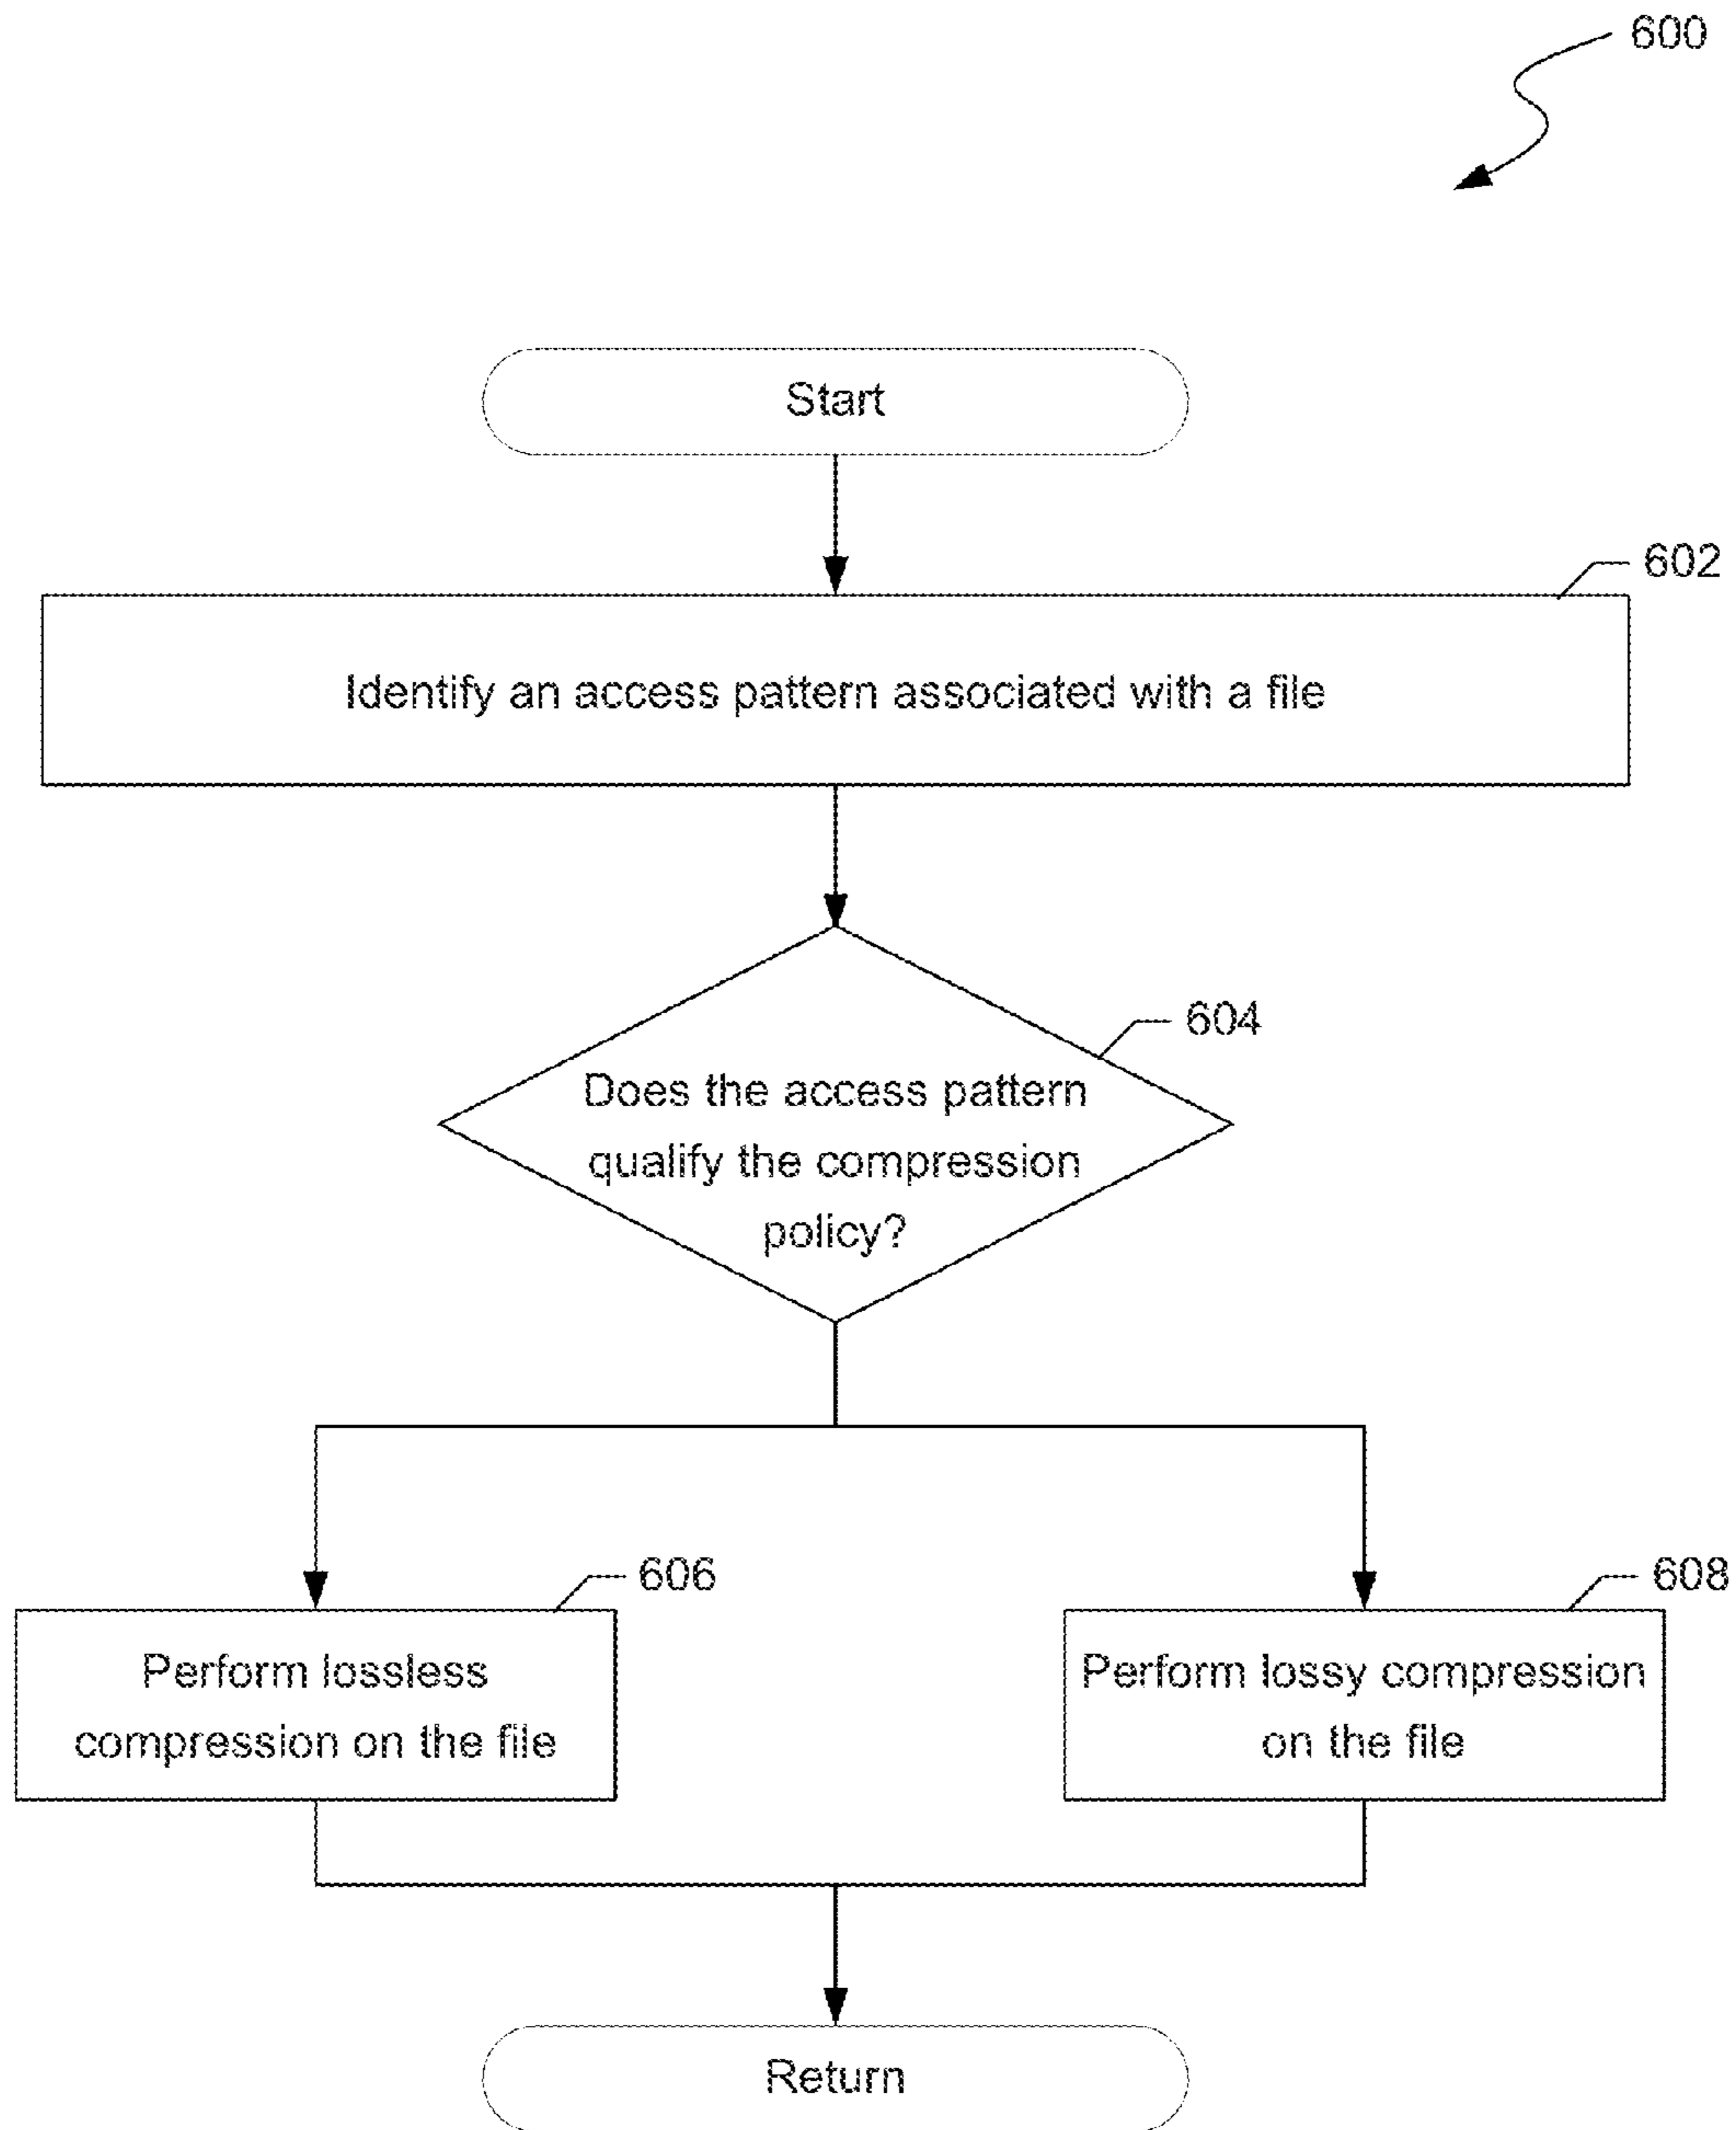 600
Start
602
Identify an access pattern associated with a file
604
Does the access pattern
qualify the compression
policy?
606
608
Perform lossless
compression on the file
Perform lossy compression
on the file
Return